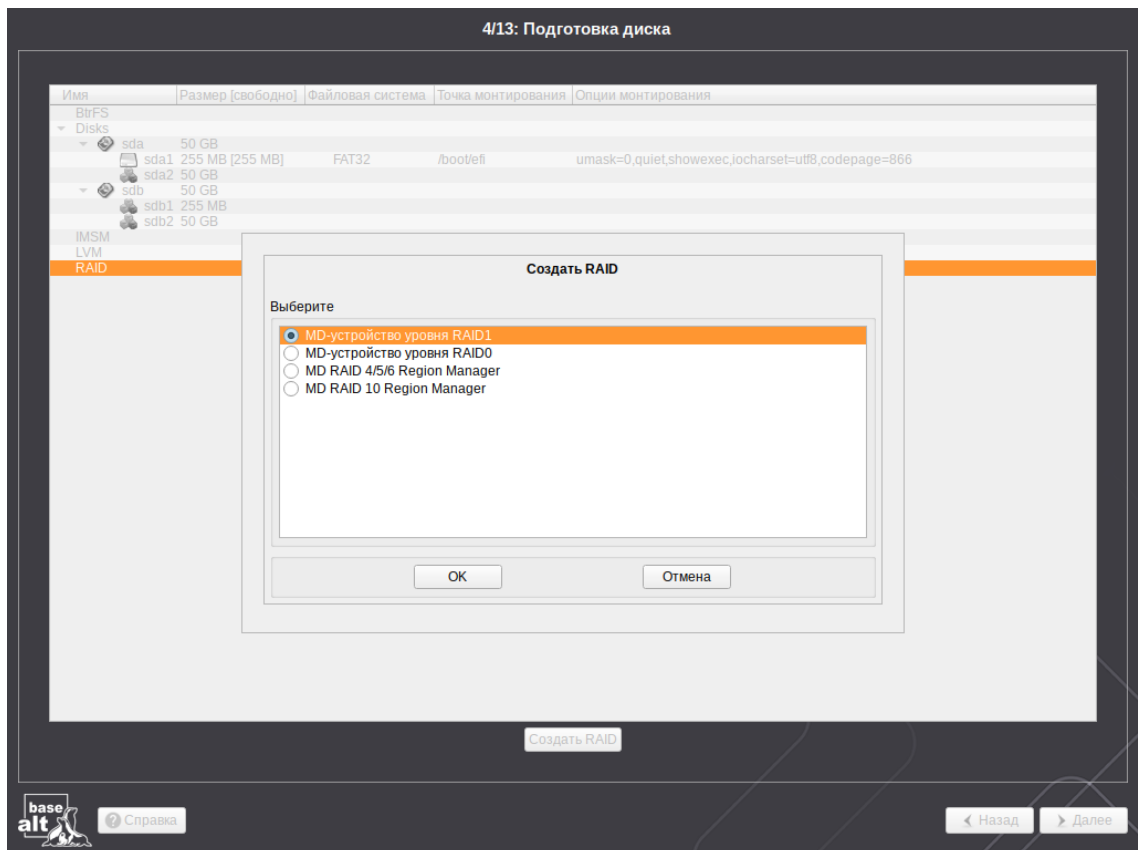 4/13: Подготовка диска
Имя Размер [свободно] Файловая система Точка монтирования Опции монтирования
BtrFS
Disks
sda 50 GB
sda1 255 MB [255 MB] FAT32 /boot/efi umask=0,quiet,showexec,iocharset=utf8,codepage=866
sda2 50 GB
sdb 50 GB
sdb1 255 MB
sdb2 50 GB
IMSM
LVM
RAID
Создать RAID
Выберите
MD-устройство уровня RAID1
MD-устройство уровня RAID0
MD RAID 4/5/6 Region Manager
MD RAID 10 Region Manager
OK Отмена
Создать RAID
base
alt
Справка Назад Далее